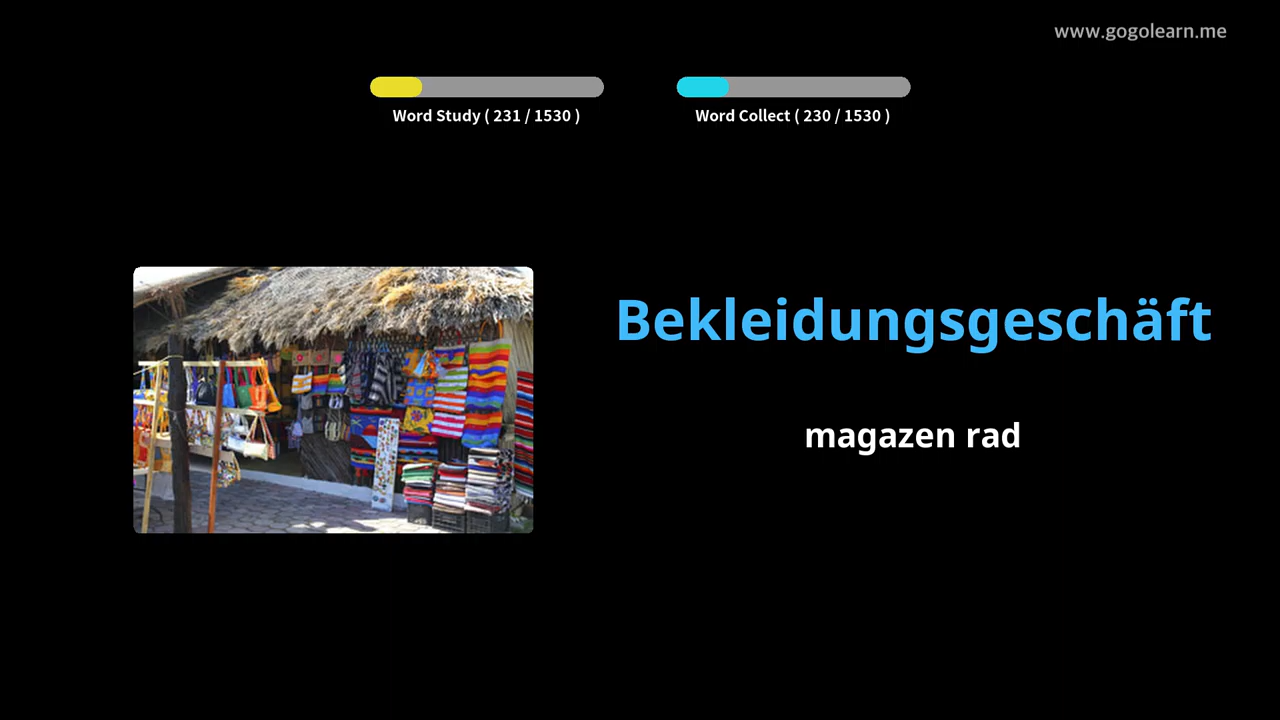 www.gogolearn.me
Word Study ( 231 / 1530 )
Word Collect ( 230 / 1530 )
Bekleidungsgeschäft
magazen rad